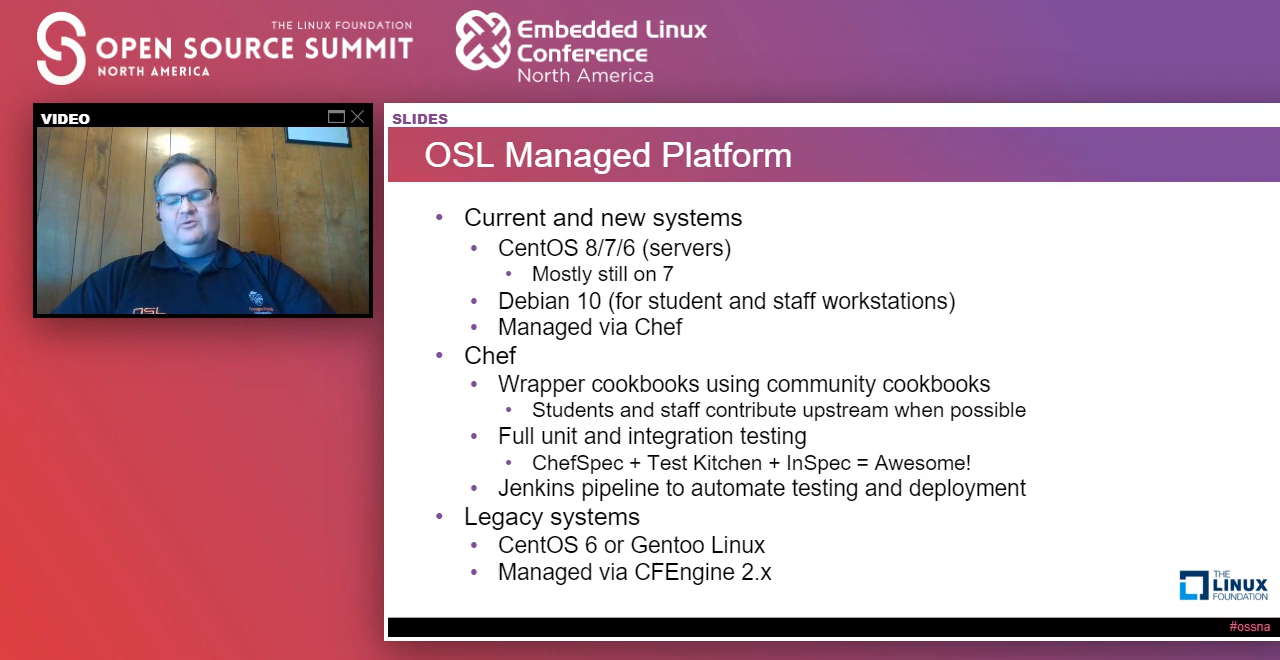 THE LINUX FOUNDATION
OPEN SOURCE SUMMIT
NORTH AMERICA
Embedded Linux
Conference
North America
VIDEO
OSL
SLIDES
OSL Managed Platform
• Current and new systems
• CentOS 8/7/6 (servers)
• Mostly still on 7
• Debian 10 (for student and staff workstations)
• Managed via Chef
• Chef
• Wrapper cookbooks using community cookbooks
• Students and staff contribute upstream when possible
• Full unit and integration testing
• ChefSpec + Test Kitchen + InSpec = Awesome!
• Jenkins pipeline to automate testing and deployment
• Legacy systems
• CentOS 6 or Gentoo Linux
• Managed via CFEngine 2.x
THE
LINUX
FOUNDATION
#ossna